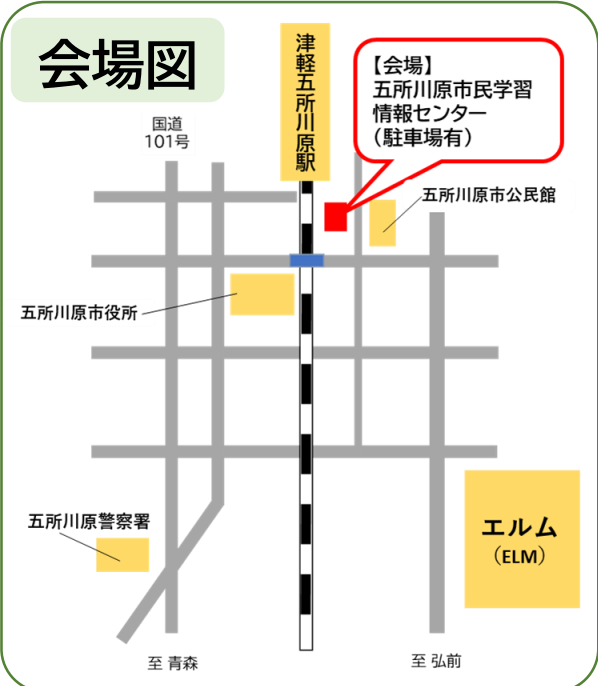 会場図
津軽五所川原駅
【会場】
五所川原市民学習
情報センター
（駐車場有）
国道
101号
五所川原市公民館
五所川原市役所
五所川原警察署
エルム
（ELM）
至 青森
至 弘前